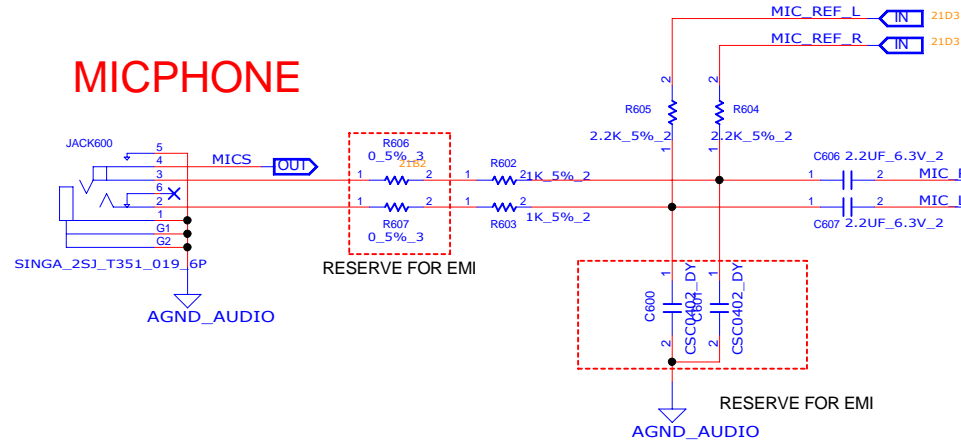 MIC_REF_L
IN
21D3
MIC_REF_R
IN
21D3
MICPHONE
2
2
R605
R604
2.2K_5%_2
2.2K_5%_2
1
1
JACK600
5
4
MICS
OUT
3
6
2
1
G1
G2
SINGA_2SJ_T351_019_6P
AGND_AUDIO
R606
0_5%_3
21B2
1
2
1
2
R607
0_5%_3
RESERVE FOR EMI
R602
1
2
1K_5%_2
1
2
R603
1K_5%_2
C606
2.2UF_6.3V_2
1
2
1
2
MIC_L
C607
2.2UF_6.3V_2
1
1
C600
CSC0402_DY
C601
CSC0402_DY
2
2
RESERVE FOR EMI
AGND_AUDIO